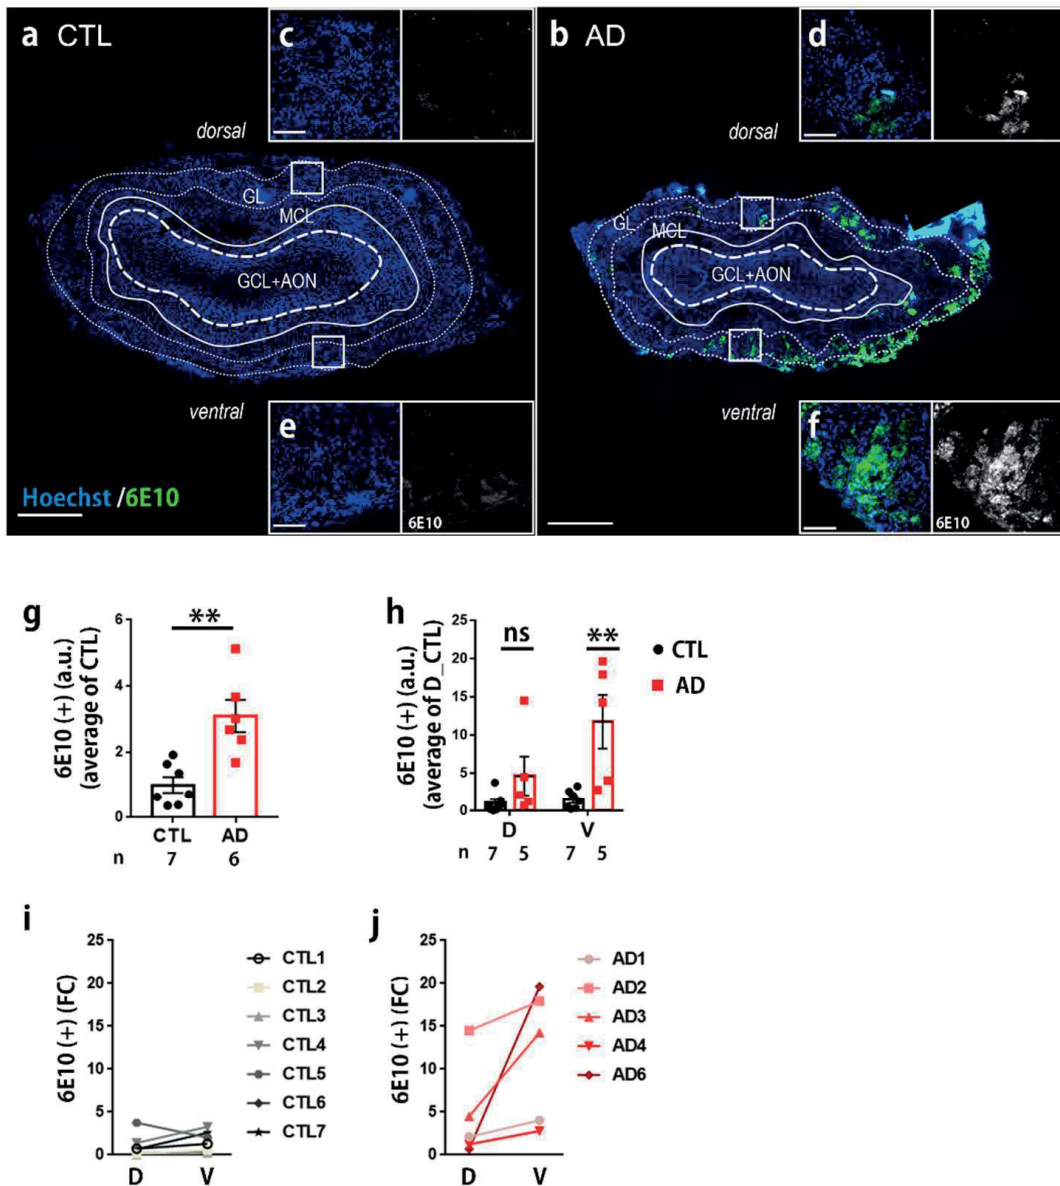 a CTL
c
b AD
d
dorsal
dorsal
GL
MCL
GCL+AON
GL
MCL
GCL+AON
ventral
ventral
e
f
Hoechst /6E10
6E10
6E10
g
6E10 (+) (a.u.)
(average of CTL)
6
4
2
0
**
CTL AD
n 7 6
h
6E10 (+) (a.u.)
(average of D_CTL)
25
20
15
10
5
0
ns
**
D V
n 7 5 7 5
CTL
AD
i
6E10 (+) (FC)
25
20
15
10
5
0
D V
CTL1
CTL2
CTL3
CTL4
CTL5
CTL6
CTL7
j
6E10 (+) (FC)
25
20
15
10
5
0
D V
AD1
AD2
AD3
AD4
AD6